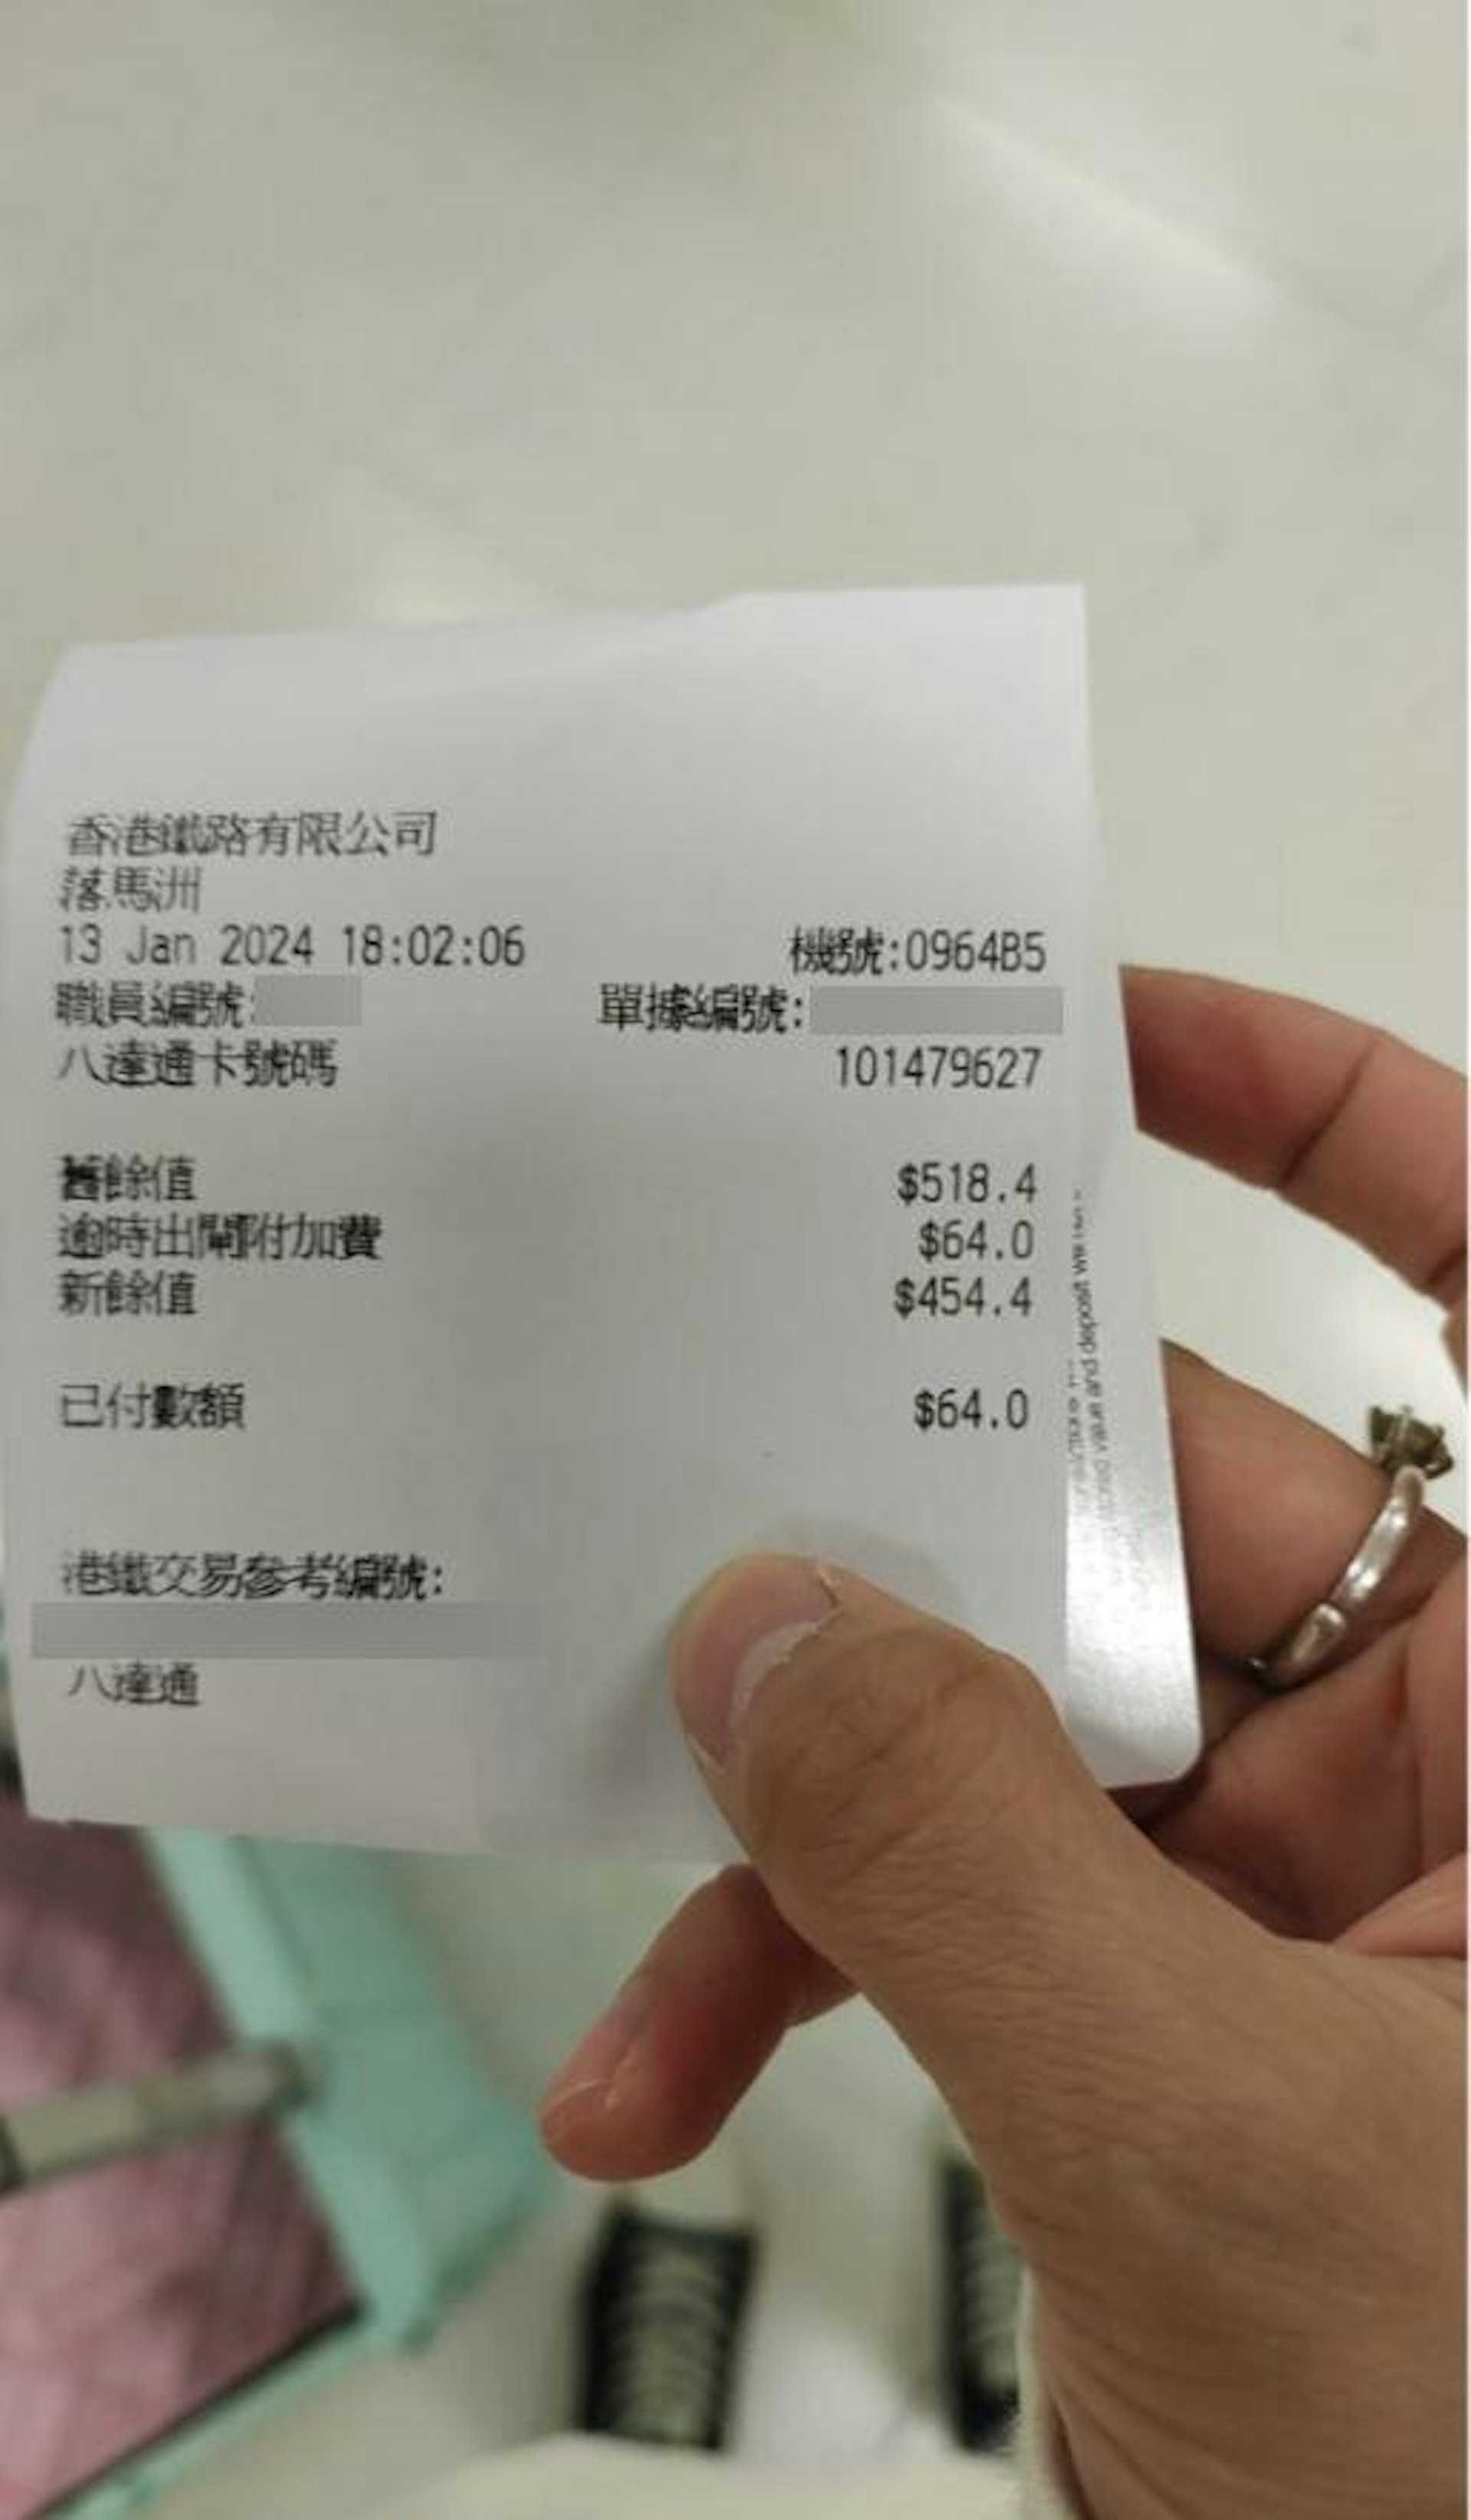 香港鐵路有限公司
落馬洲
13 Jan 2024 18:02:06 機號:0964B5
職員編號: 單據編號:
八達通卡號碼 101479627
舊餘值 $518.4
逾時出閘附加費 $64.0
新餘值 $454.4
已付數額 $64.0
港鐵交易參考編號:
八達通
value and deposit